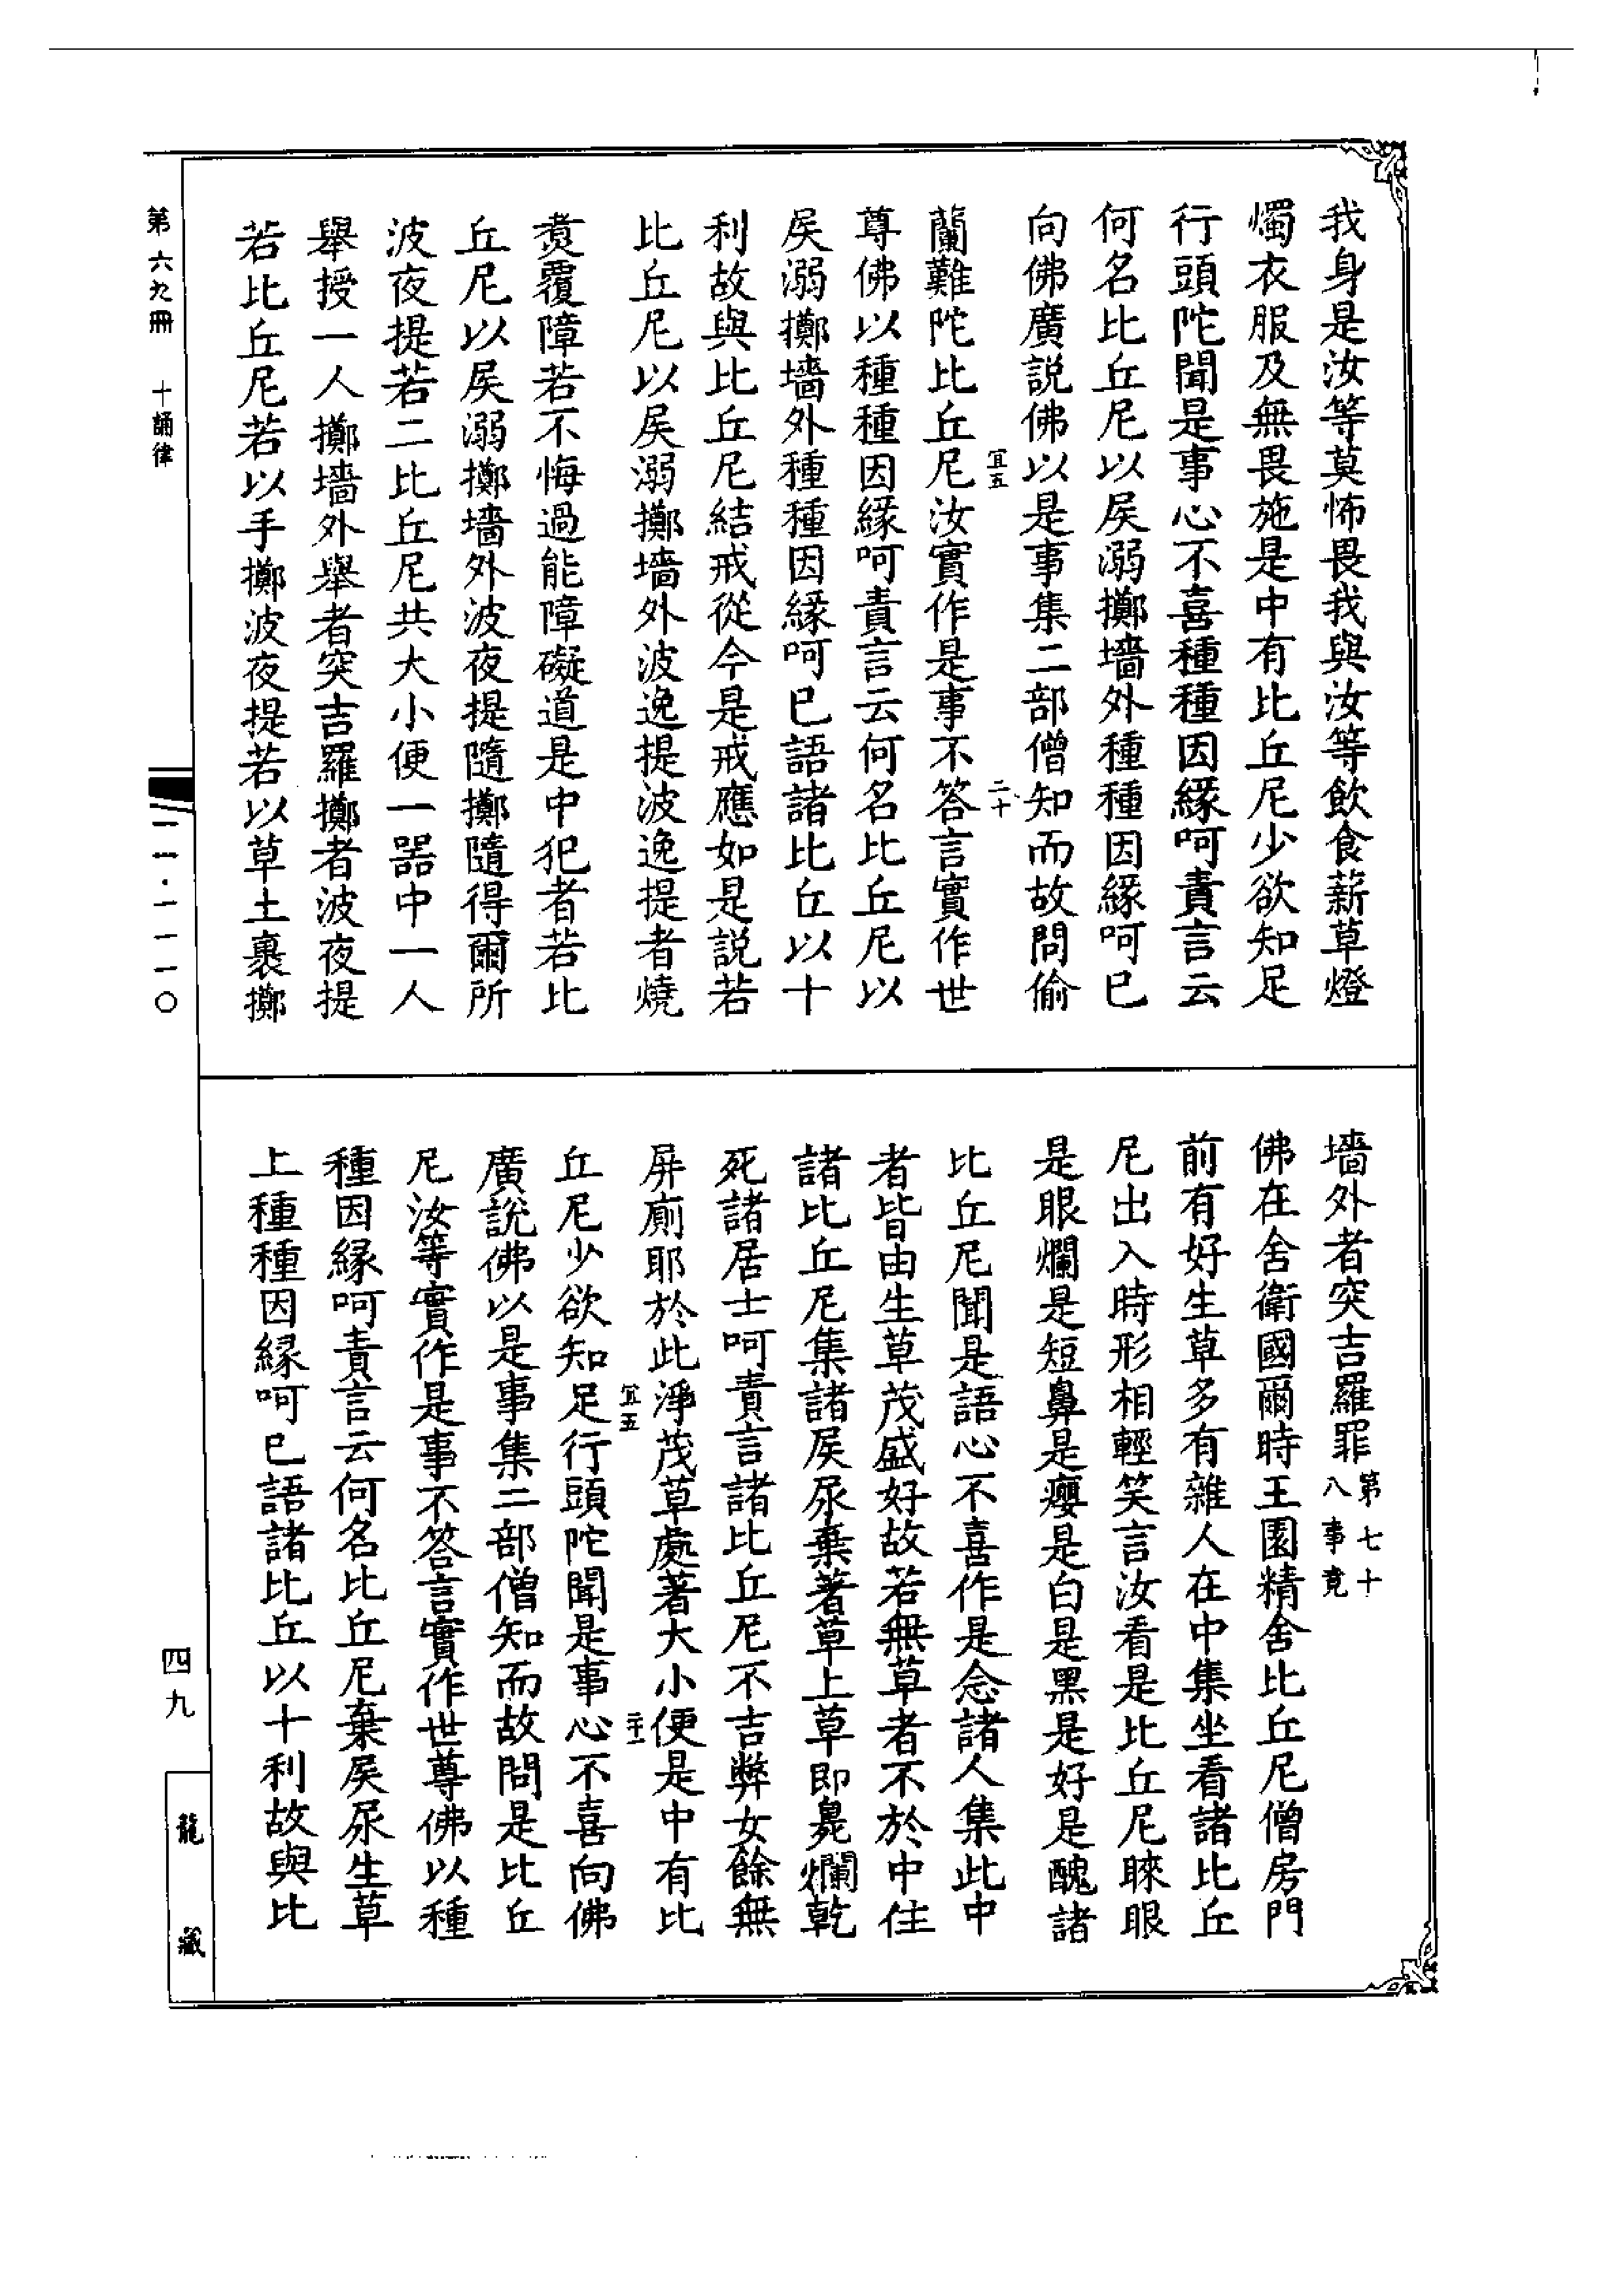 我身是汝等莫怖畏我與汝等飲食薪草燈
燭衣服及無畏施是中有比丘尼少欲知足
行頭陀聞是事心不喜種種因緣呵責言云
何名比丘尼以屎溺擲墻外種種因緣呵已
向佛廣説佛以是事集二部僧知而故問偷
宜五
二十
蘭難陀比丘尼汝實作是事不答言實作世
尊佛以種種因緣呵責言云何名比丘尼以
屎溺擲墻外種種因緣呵已語諸比丘以十
利故與比丘尼結戒從今是戒應如是説若
比丘尼以屎溺擲墻外波逸提波逸提者燒
煑覆障若不悔過能障礙道是中犯者若比
丘尼以屎溺擲墻外波夜提隨擲隨得爾所
波夜提若二比丘尼共大小便一器中一人
舉授一人擲墻外舉者突吉羅擲者波夜提
若比丘尼若以手擲波夜提若以草土裹擲
墻外者突吉羅罪第七十八事竟
佛在舍衛國爾時王園精舍比丘尼僧房門
前有好生草多有雜人在中集坐看諸比丘
尼出入時形相輕笑言汝看是比丘尼睞眼
是眼爛是短鼻是癭是白是黑是好是醜諸
比丘尼聞是語心不喜作是念諸人集此中
者皆由生草茂盛好故若無草者不於中住
諸比丘尼集諸屎尿棄著草上草即臭爛乾
死諸居士呵責言諸比丘尼不吉弊女餘無
屏廁耶於此淨茂草處著大小便是中有比
宜五
二十一
丘尼少欲知足行頭陀聞是事心不喜向佛
廣說佛以是事集二部僧知而故問是比丘
尼汝等實作是事不答言實作世尊佛以種
種因緣呵責言云何名比丘尼棄屎尿生草
上種種因緣呵已語諸比丘以十利故與比
第六九冊 十誦律
一一一·一一一〇
四九
龍藏